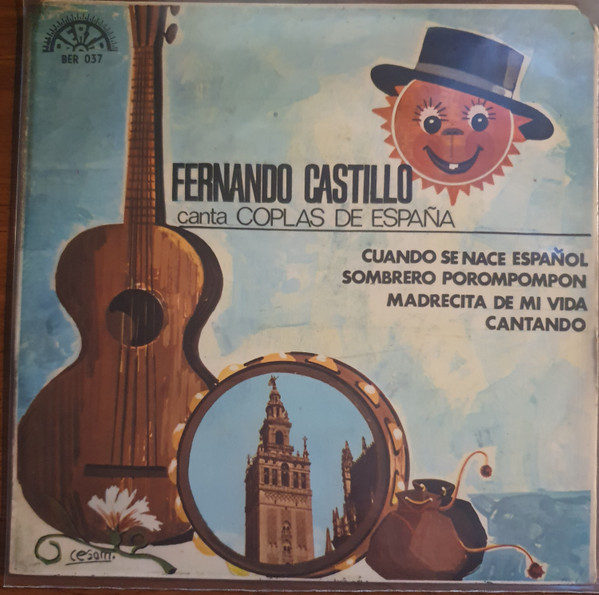 BER 037
FERNANDO CASTILLO
canta COPLAS DE ESPAÑA
CUANDO SE NACE ESPAÑOL
SOMBRERO POROMPOMPON
MADRECITA DE MI VIDA
CANTANDO
cesam.